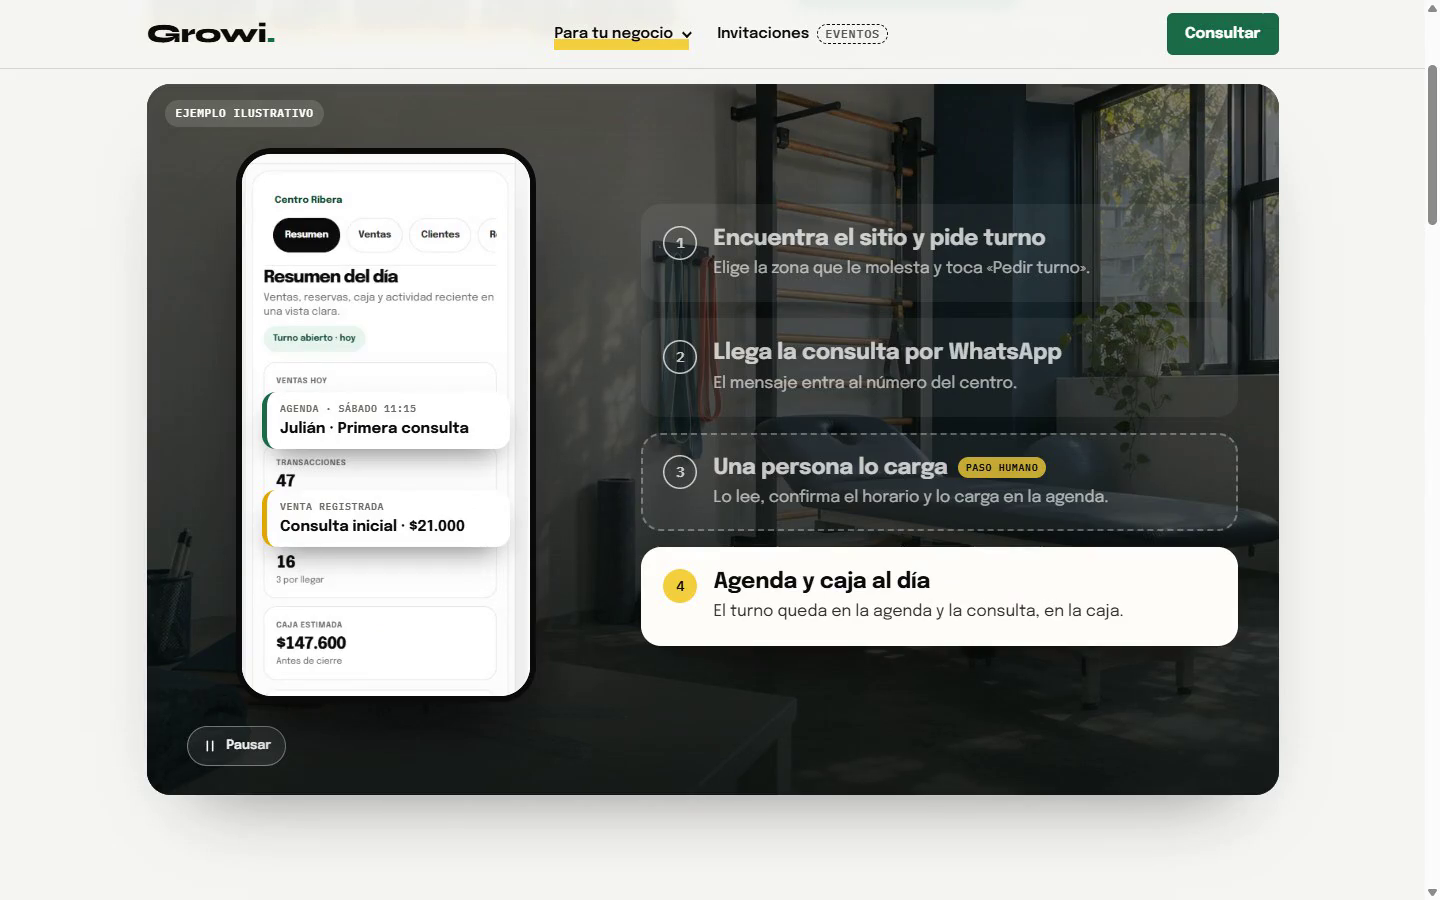 Growi.
Para tu negocio
Invitaciones
EVENTOS
Consultar
EJEMPLO ILUSTRATIVO
Centro Ribera
Resumen
Ventas
Clientes
Resumen del día
Ventas, reservas, caja y actividad reciente en
una vista clara.
Turno abierto · hoy
VENTAS HOY
AGENDA · SÁBADO 11:15
Julián · Primera consulta
TRANSACCIONES
47
VENTA REGISTRADA
Consulta inicial · $21.000
16
3 por llegar
CAJA ESTIMADA
$147.600
Antes de cierre
Pausar
1
Encuentra el sitio y pide turno
Elige la zona que le molesta y toca «Pedir turno».
2
Llega la consulta por WhatsApp
El mensaje entra al número del centro.
3
Una persona lo carga
PASO HUMANO
Lo lee, confirma el horario y lo carga en la agenda.
4
Agenda y caja al día
El turno queda en la agenda y la consulta, en la caja.